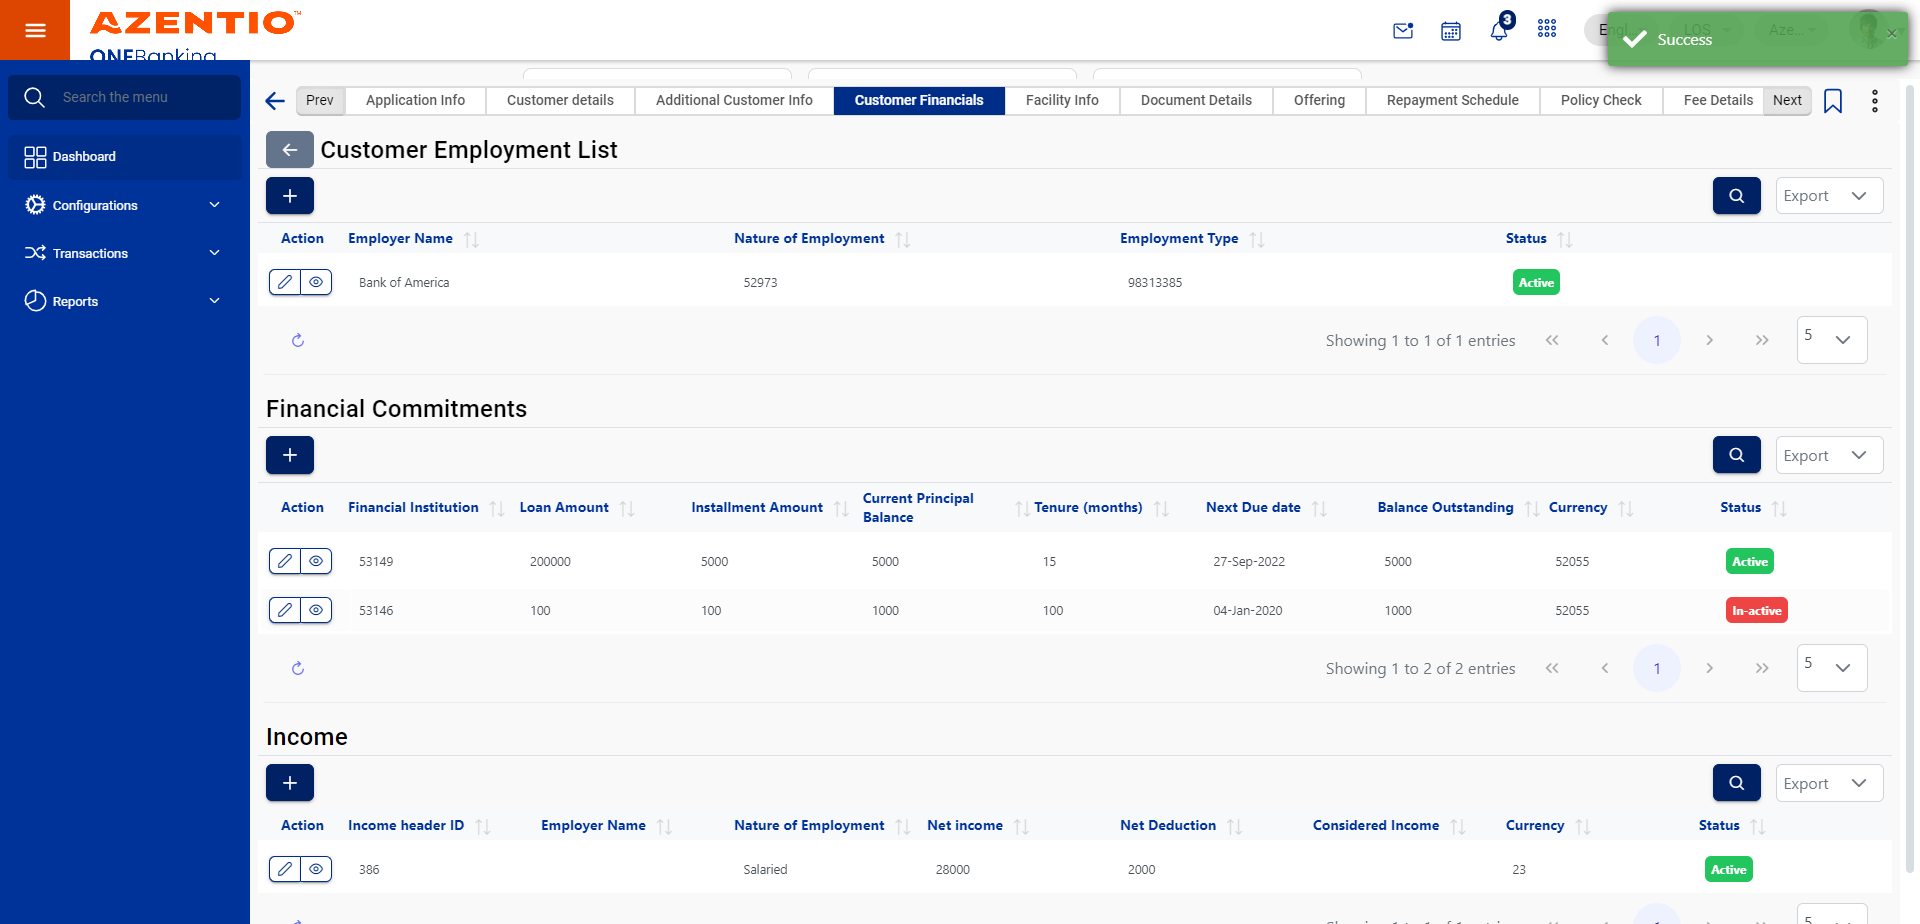 AZENTIO™
ONEBanking
3
Engl
LOS
Aze...
Success
Search the menu
Dashboard
Configurations
Transactions
Reports
Prev
Application Info
Customer details
Additional Customer Info
Customer Financials
Facility Info
Document Details
Offering
Repayment Schedule
Policy Check
Fee Details
Next
Customer Employment List
Export
Action Employer Name Nature of Employment Employment Type Status
Bank of America 52973 98313385 Active
Showing 1 to 1 of 1 entries 1 5
Financial Commitments
Export
Action Financial Institution Loan Amount Installment Amount Current Principal Balance Tenure (months) Next Due date Balance Outstanding Currency Status
53149 200000 5000 5000 15 27-Sep-2022 5000 52055 Active
53146 100 100 1000 100 04-Jan-2020 1000 52055 In-active
Showing 1 to 2 of 2 entries 1 5
Income
Export
Action Income header ID Employer Name Nature of Employment Net income Net Deduction Considered Income Currency Status
386 Salaried 28000 2000 23 Active